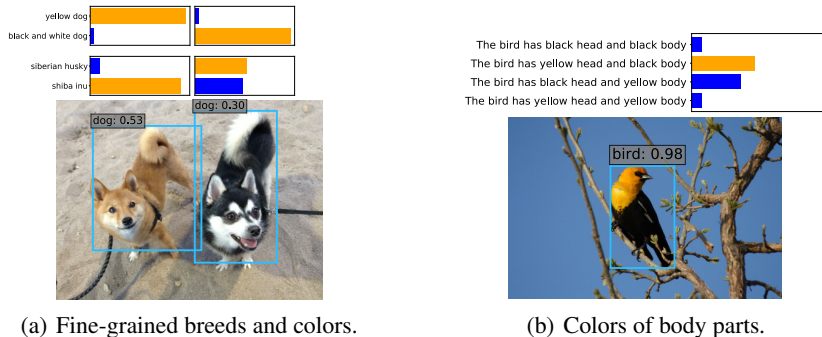 yellow dog
black and white dog
siberian husky
shiba inu
dog: 0.53
dog: 0.30
(a) Fine-grained breeds and colors.
The bird has black head and black body
The bird has yellow head and black body
The bird has black head and yellow body
The bird has yellow head and yellow body
bird: 0.98
(b) Colors of body parts.